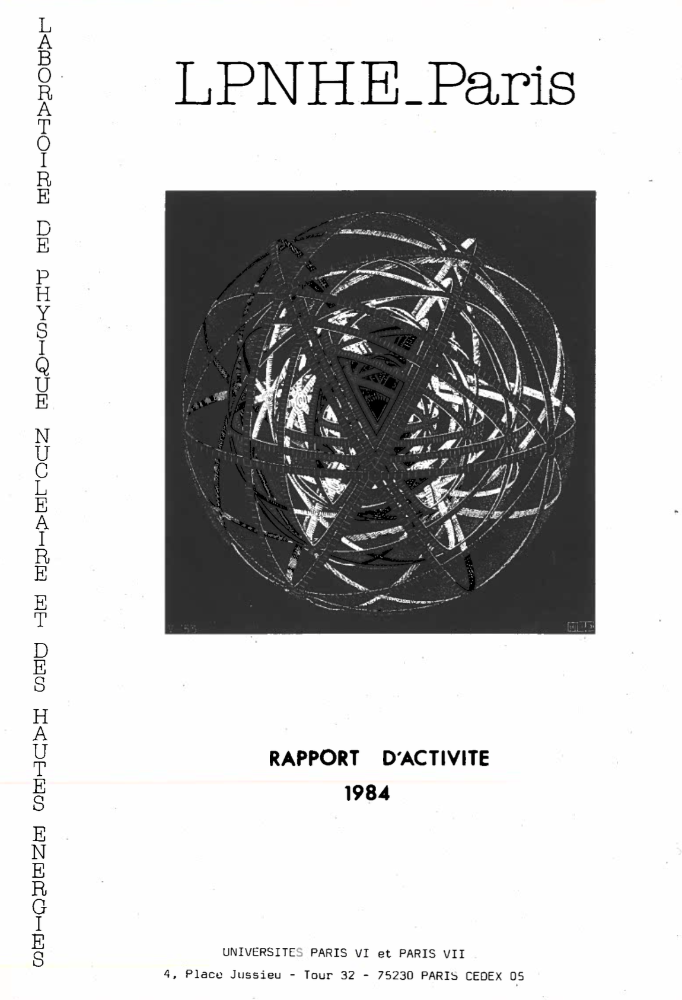 LABORATOIRE DE PHYSIQUE NUCLEAIRE ET DES HAUTES ENERGIES
LPNHE_Paris
RAPPORT D'ACTIVITE
1984
UNIVERSITES PARIS VI et PARIS VII
4, Place Jussieu - Tour 32 - 75230 PARIS CEDEX 05